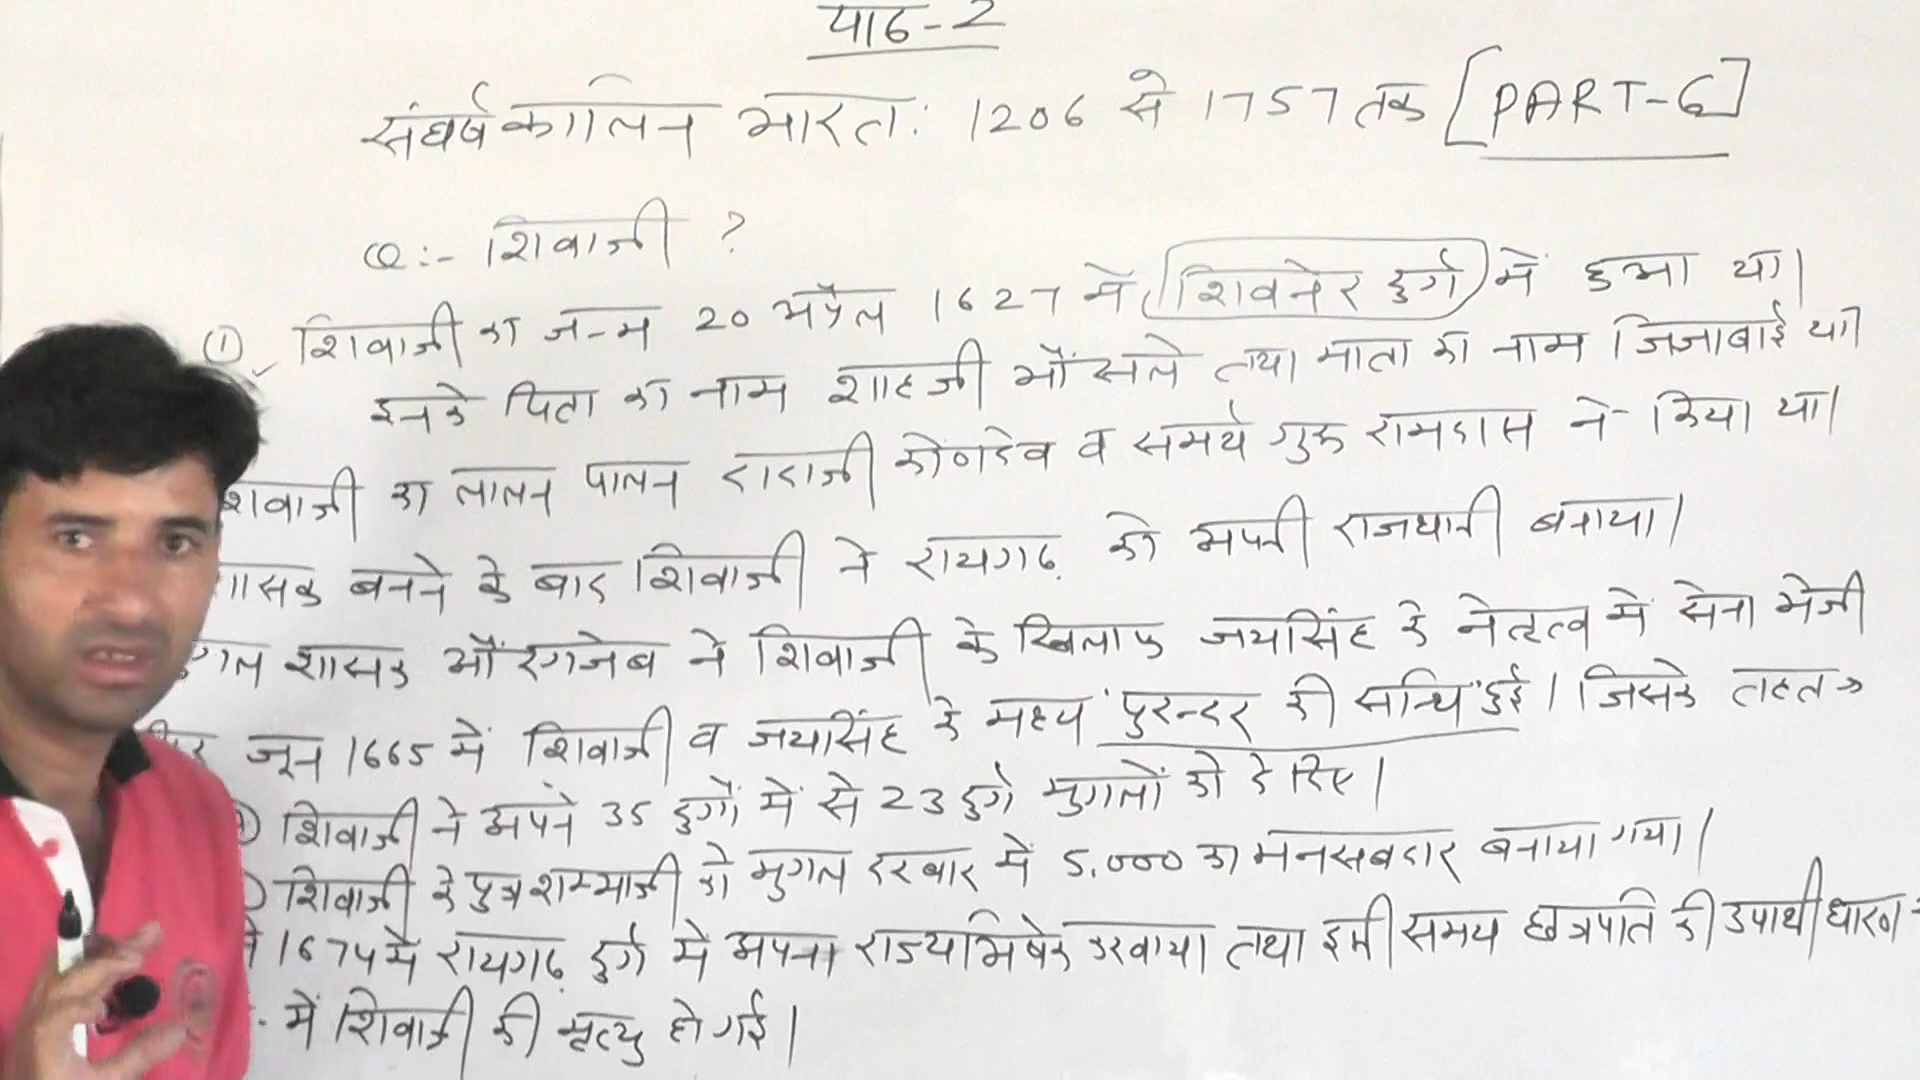 पाठ-2
संघर्षकालिन भारत: 1206 से 1757 तक [PART-6]
Q:- शिवाजी ?
① शिवाजी का जन्म 20 अप्रैल 1627 में शिवनेर दुर्ग में हुआ था।
इनके पिता का नाम शाहजी भौंसले तथा माता का नाम जिजाबाई था
शिवाजी का लालन पालन दादाजी कोणदेव व समर्थ गुरु रामदास ने किया था।
शासक बनने के बाद शिवाजी ने रायगढ़ को अपनी राजधानी बनाया।
मुगल शासक औरंगजेब ने शिवाजी के खिलाफ जयसिंह के नेतृत्व में सेना भेजी
जून 1665 में शिवाजी व जयसिंह के मध्य "पुरन्दर की सन्धि" हुई। जिसके तहत →
शिवाजी ने अपने 35 दुर्गों में से 23 दुर्ग मुगलों को दे दिए।
शिवाजी के पुत्र शम्भाजी को मुगल दरबार में 5,000 का मनसबदार बनाया गया।
ने 1674 में रायगढ़ दुर्ग में अपना राज्यभिषेक करवाया तथा इसी समय छत्रपति की उपाधी धारण
में शिवाजी की मृत्यु हो गई।